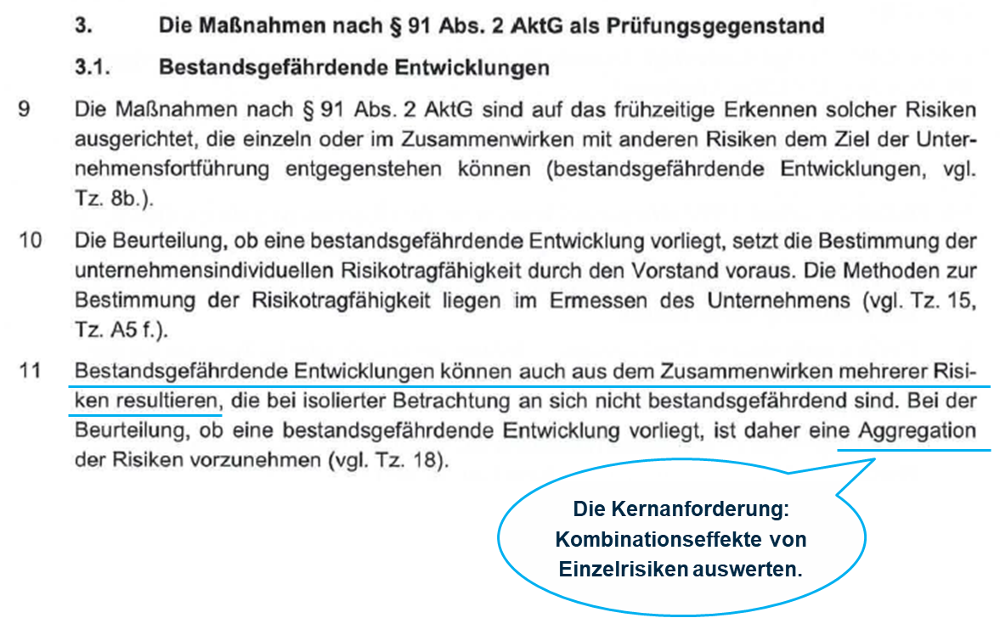 3. Die Maßnahmen nach § 91 Abs. 2 AktG als Prüfungsgegenstand
3.1. Bestandsgefährdende Entwicklungen
9 Die Maßnahmen nach § 91 Abs. 2 AktG sind auf das frühzeitige Erkennen solcher Risiken
ausgerichtet, die einzeln oder im Zusammenwirken mit anderen Risiken dem Ziel der Unter-
nehmensfortführung entgegenstehen können (bestandsgefährdende Entwicklungen, vgl.
Tz. 8b.).
10 Die Beurteilung, ob eine bestandsgefährdende Entwicklung vorliegt, setzt die Bestimmung der
unternehmensindividuellen Risikotragfähigkeit durch den Vorstand voraus. Die Methoden zur
Bestimmung der Risikotragfähigkeit liegen im Ermessen des Unternehmens (vgl. Tz. 15,
Tz. A5 f.).
11 Bestandsgefährdende Entwicklungen können auch aus dem Zusammenwirken mehrerer Risi-
ken resultieren, die bei isolierter Betrachtung an sich nicht bestandsgefährdend sind. Bei der
Beurteilung, ob eine bestandsgefährdende Entwicklung vorliegt, ist daher eine Aggregation
der Risiken vorzunehmen (vgl. Tz. 18).
Die Kernanforderung:
Kombinationseffekte von
Einzelrisiken auswerten.